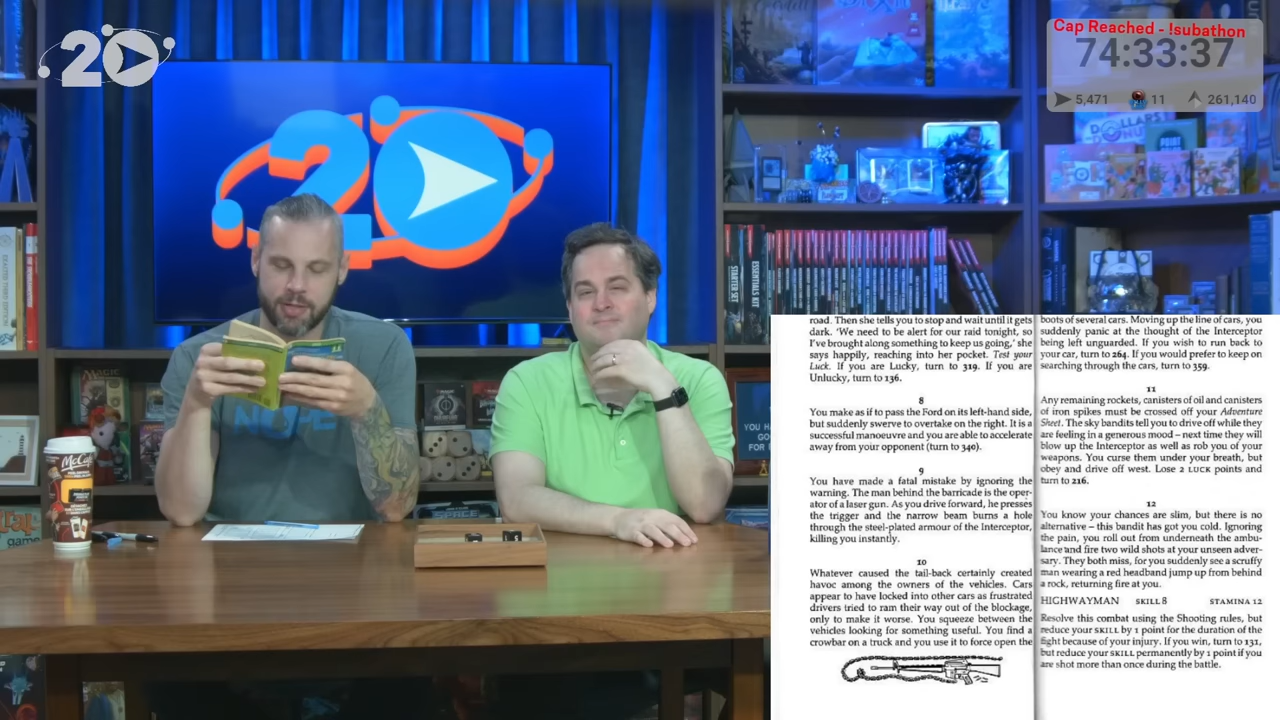 20
Cap Reached - !subathon
74:33:37
5,471
11
261,140
20
STARTER SET
ESSENTIALS KIT
McCafé
NOPE
road. Then she tells you to stop and wait until it gets
dark. 'We need to be alert for our raid tonight, so
I've brought along something to keep us going,' she
says happily, reaching into her pocket. Test your
Luck. If you are Lucky, turn to 319. If you are
Unlucky, turn to 136.
8
You make as if to pass the Ford on its left-hand side,
but suddenly swerve to overtake on the right. It is a
successful manoeuvre and you are able to accelerate
away from your opponent (turn to 340).
9
You have made a fatal mistake by ignoring the
warning. The man behind the barricade is the oper-
ator of a laser gun. As you drive forward, he presses
the trigger and the narrow beam burns a hole
through the steel-plated armour of the Interceptor,
killing you instantly.
10
Whatever caused the tail-back certainly created
havoc among the owners of the vehicles. Cars
appear to have locked into other cars as frustrated
drivers tried to ram their way out of the blockage,
only to make it worse. You squeeze between the
vehicles looking for something useful. You find a
crowbar on a truck and you use it to force open the
boots of several cars. Moving up the line of cars, you
suddenly panic at the thought of the Interceptor
being left unguarded. If you wish to run back to
your car, turn to 264. If you would prefer to keep on
searching through the cars, turn to 359.
11
Any remaining rockets, canisters of oil and canisters
of iron spikes must be crossed off your Adventure
Sheet. The sky bandits tell you to drive off while they
are feeling in a generous mood – next time they will
blow up the Interceptor as well as rob you of your
weapons. You curse them under your breath, but
obey and drive off west. Lose 2 LUCK points and
turn to 216.
12
You know your chances are slim, but there is no
alternative – this bandit has got you cold. Ignoring
the pain, you roll out from underneath the ambu-
lance and fire two wild shots at your unseen adver-
sary. They both miss, for you suddenly see a scruffy
man wearing a red headband jump up from behind
a rock, returning fire at you.
HIGHWAYMAN SKILL 8 STAMINA 12
Resolve this combat using the Shooting rules, but
reduce your SKILL by 1 point for the duration of the
fight because of your injury. If you win, turn to 131,
but reduce your SKILL permanently by 1 point if you
are shot more than once during the battle.